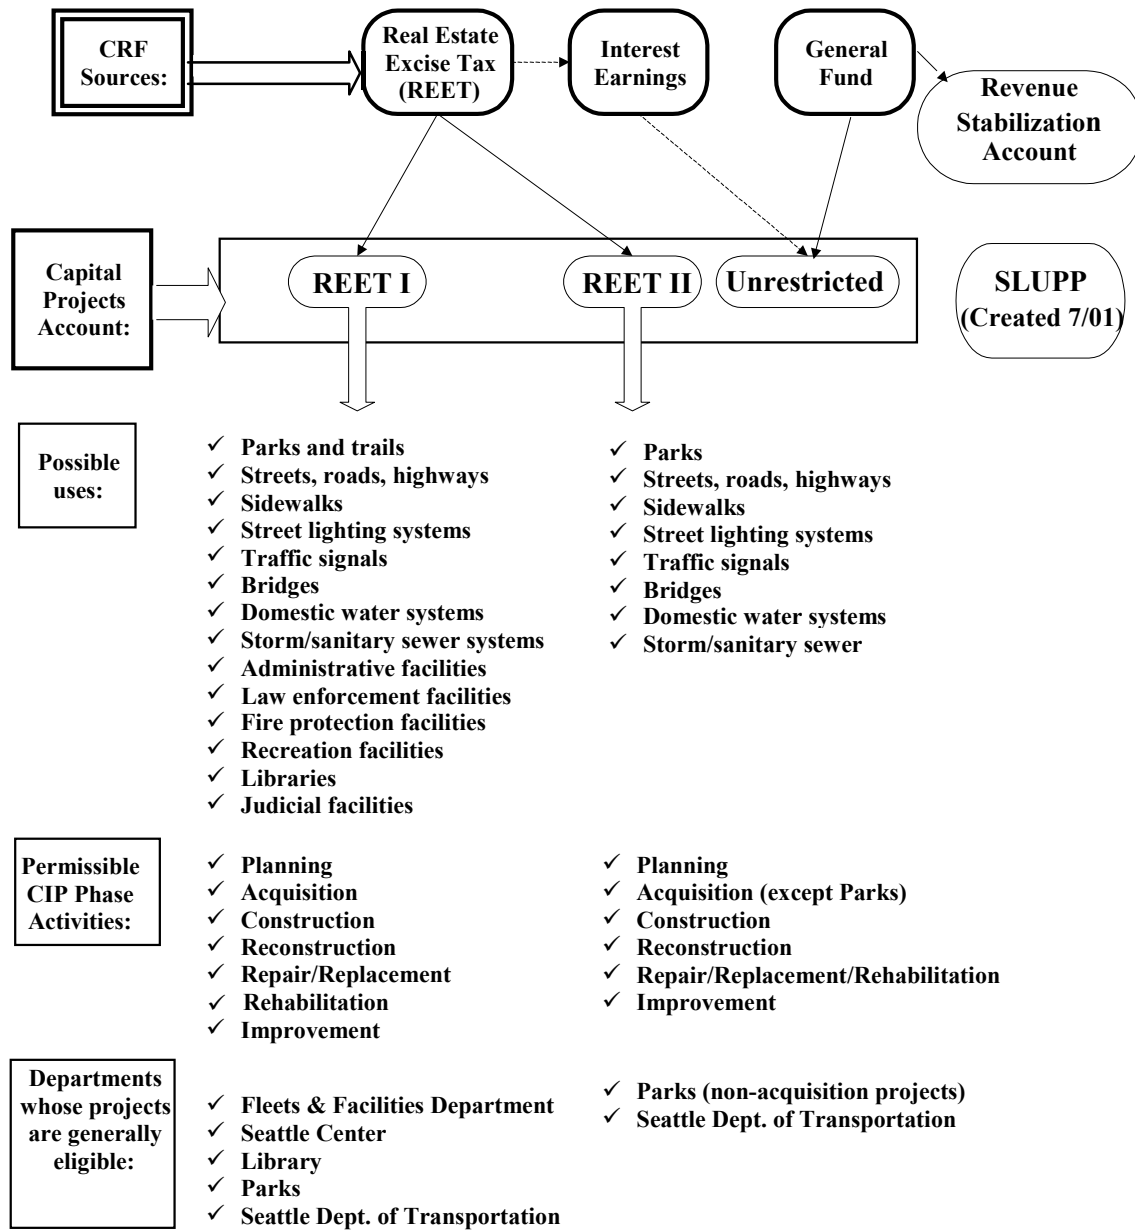 CRF
Sources:
Real Estate
Excise Tax
(REET)
Interest
Earnings
General
Fund
Revenue
Stabilization
Account
Capital
Projects
Account:
REET I
REET II
Unrestricted
SLUPP
(Created 7/01)
Possible
uses:
✓ Parks and trails
✓ Streets, roads, highways
✓ Sidewalks
✓ Street lighting systems
✓ Traffic signals
✓ Bridges
✓ Domestic water systems
✓ Storm/sanitary sewer systems
✓ Administrative facilities
✓ Law enforcement facilities
✓ Fire protection facilities
✓ Recreation facilities
✓ Libraries
✓ Judicial facilities
✓ Parks
✓ Streets, roads, highways
✓ Sidewalks
✓ Street lighting systems
✓ Traffic signals
✓ Bridges
✓ Domestic water systems
✓ Storm/sanitary sewer
Permissible
CIP Phase
Activities:
✓ Planning
✓ Acquisition
✓ Construction
✓ Reconstruction
✓ Repair/Replacement
✓ Rehabilitation
✓ Improvement
✓ Planning
✓ Acquisition (except Parks)
✓ Construction
✓ Reconstruction
✓ Repair/Replacement/Rehabilitation
✓ Improvement
Departments
whose projects
are generally
eligible:
✓ Fleets & Facilities Department
✓ Seattle Center
✓ Library
✓ Parks
✓ Seattle Dept. of Transportation
✓ Parks (non-acquisition projects)
✓ Seattle Dept. of Transportation